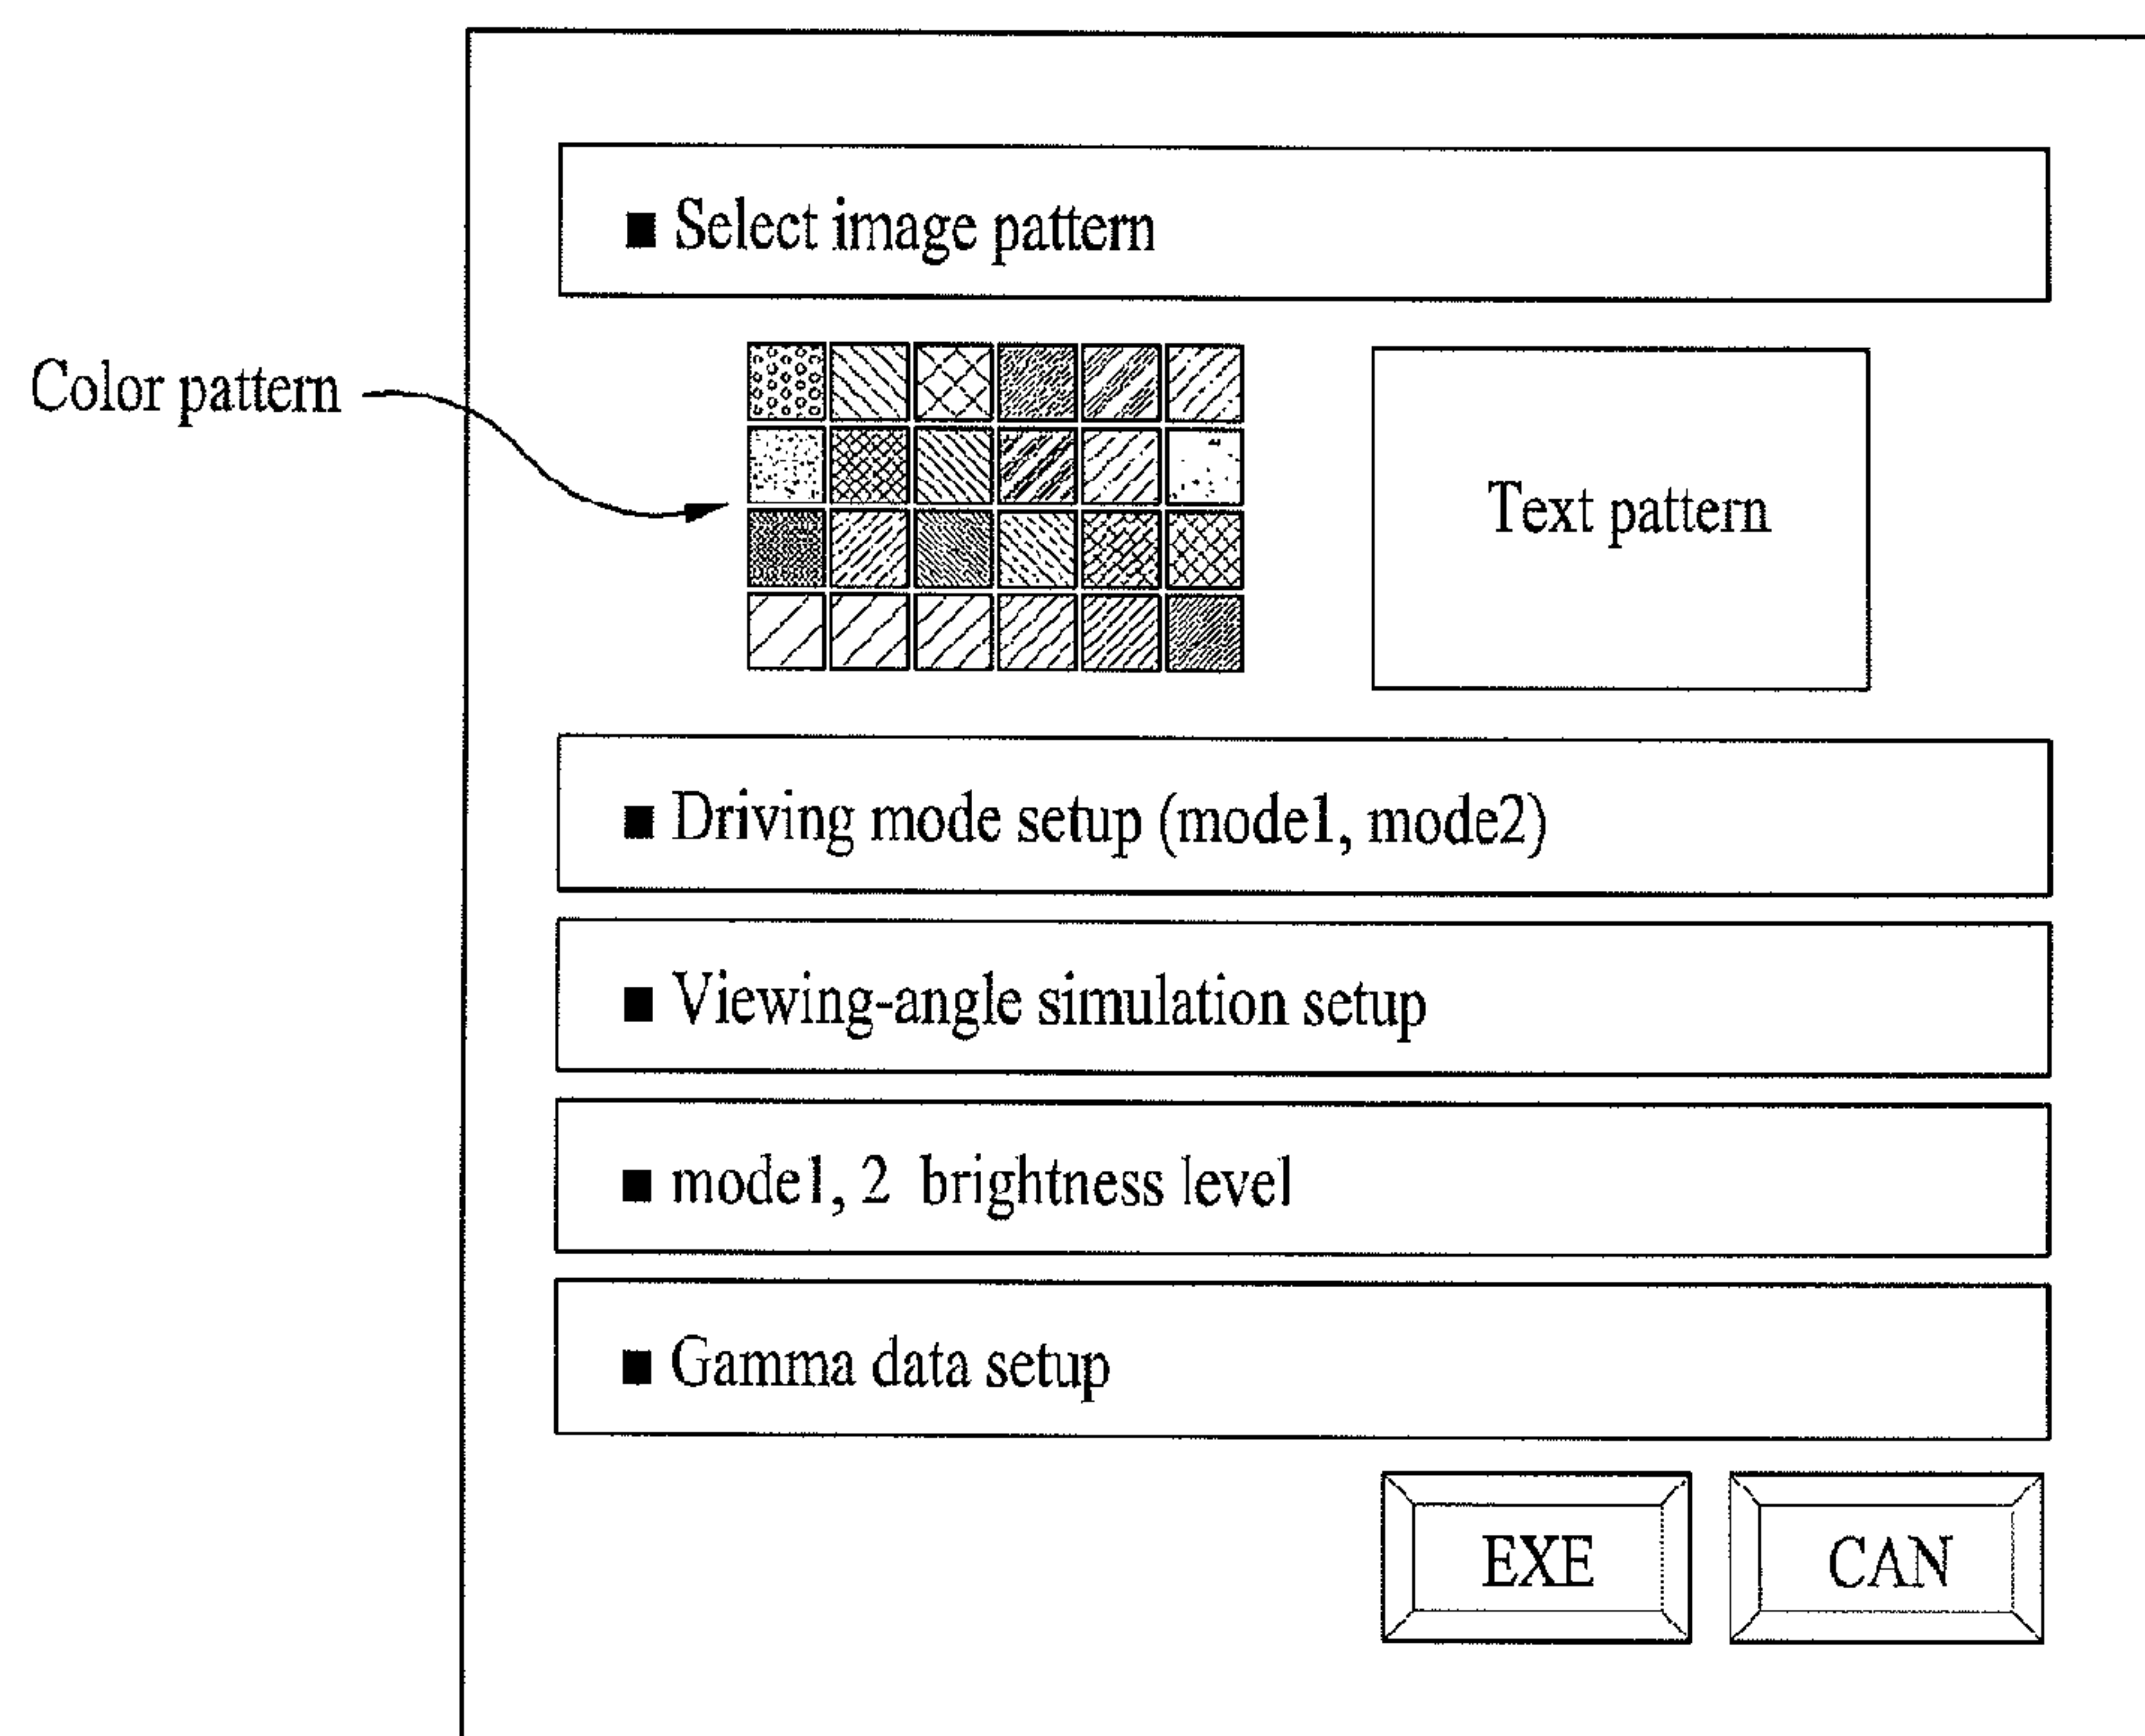 ■ Select image pattern
Color pattern
Text pattern
■ Driving mode setup (mode1, mode2)
■ Viewing-angle simulation setup
■ mode1, 2 brightness level
■ Gamma data setup
EXE
CAN